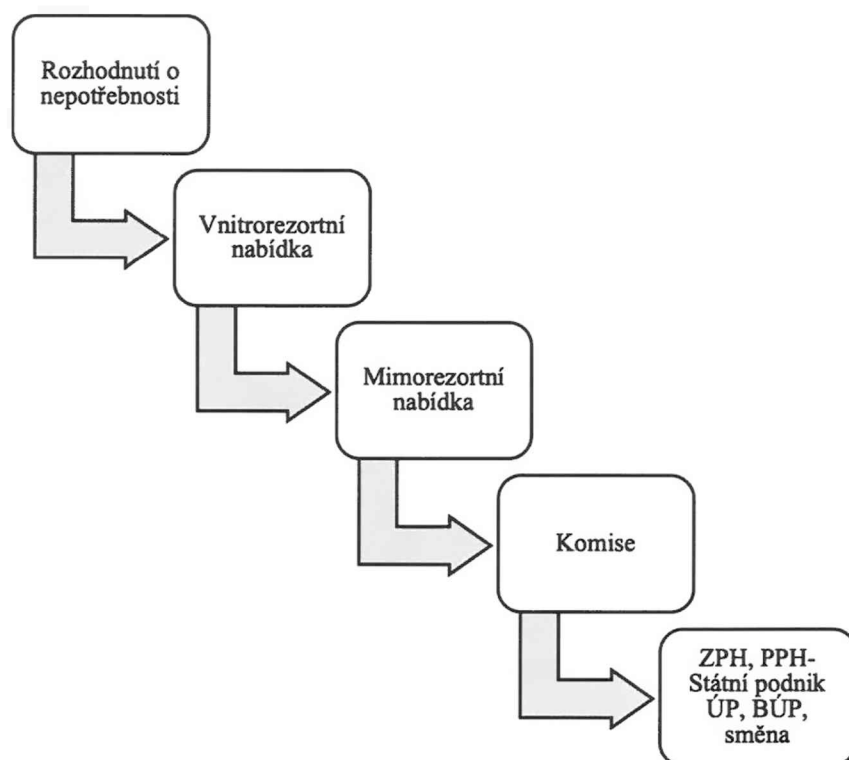 Rozhodnutí o
nepotřebnosti
Vnitrorezortní
nabídka
Mimorezortní
nabídka
Komise
ZPH, PPH-
Státní podnik
ÚP, BÚP,
směna